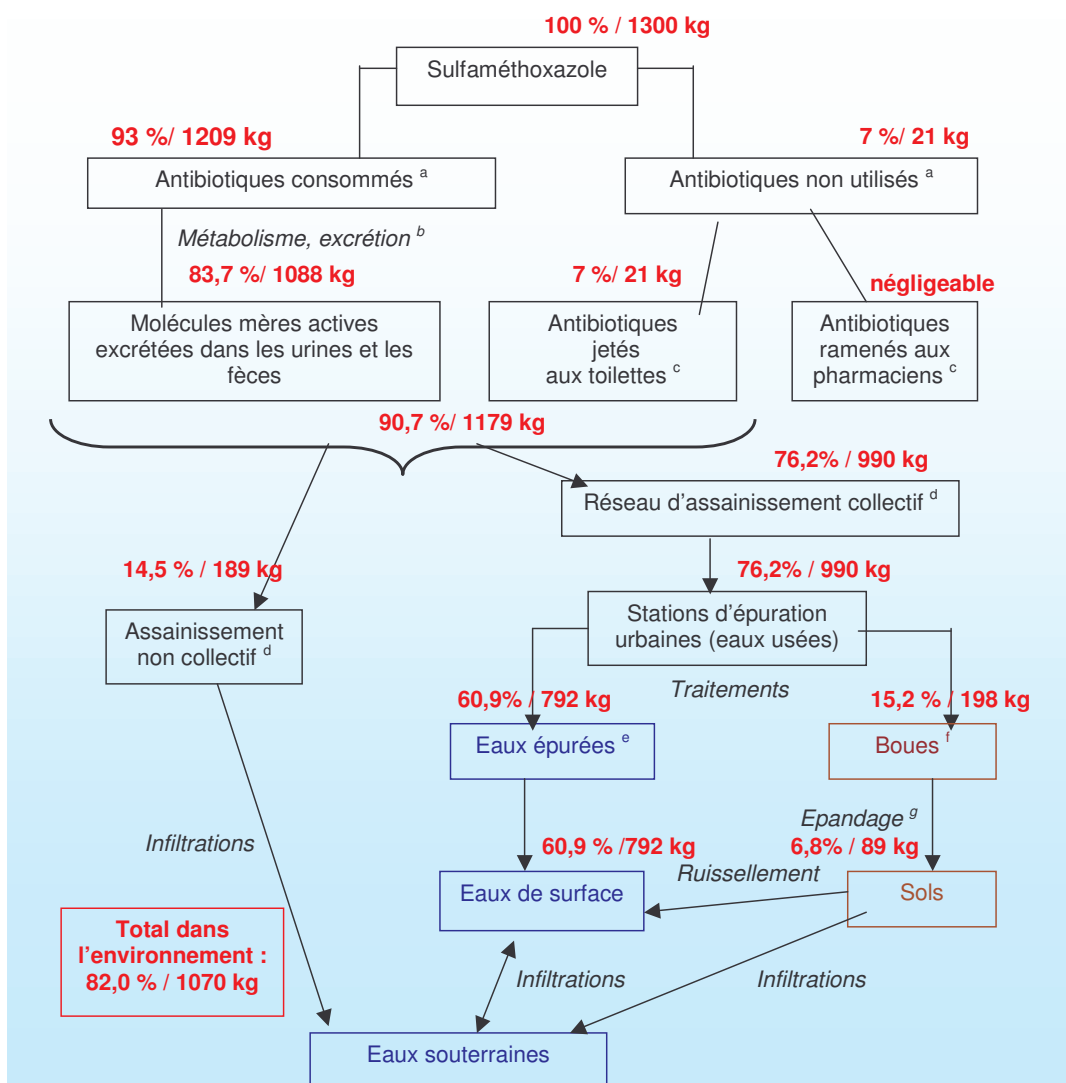 100 % / 1300 kg
Sulfaméthoxazole
93 %/ 1209 kg
7 %/ 21 kg
Antibiotiques consommés a
Antibiotiques non utilisés a
Métabolisme, excrétion b
83,7 %/ 1088 kg
7 %/ 21 kg
négligeable
Molécules mères actives
excrétées dans les urines et les
fèces
Antibiotiques
jetés
aux toilettes c
Antibiotiques
ramenés aux
pharmaciens c
90,7 %/ 1179 kg
76,2% / 990 kg
Réseau d'assainissement collectif d
14,5 % / 189 kg
76,2% / 990 kg
Assainissement
non collectif d
Stations d'épuration
urbaines (eaux usées)
Traitements
60,9% / 792 kg
15,2 % / 198 kg
Eaux épurées e
Boues f
Epandage g
Infiltrations
60,9 % /792 kg
6,8% / 89 kg
Ruissellement
Eaux de surface
Sols
Total dans
l'environnement :
82,0 % / 1070 kg
Infiltrations
Infiltrations
Eaux souterraines